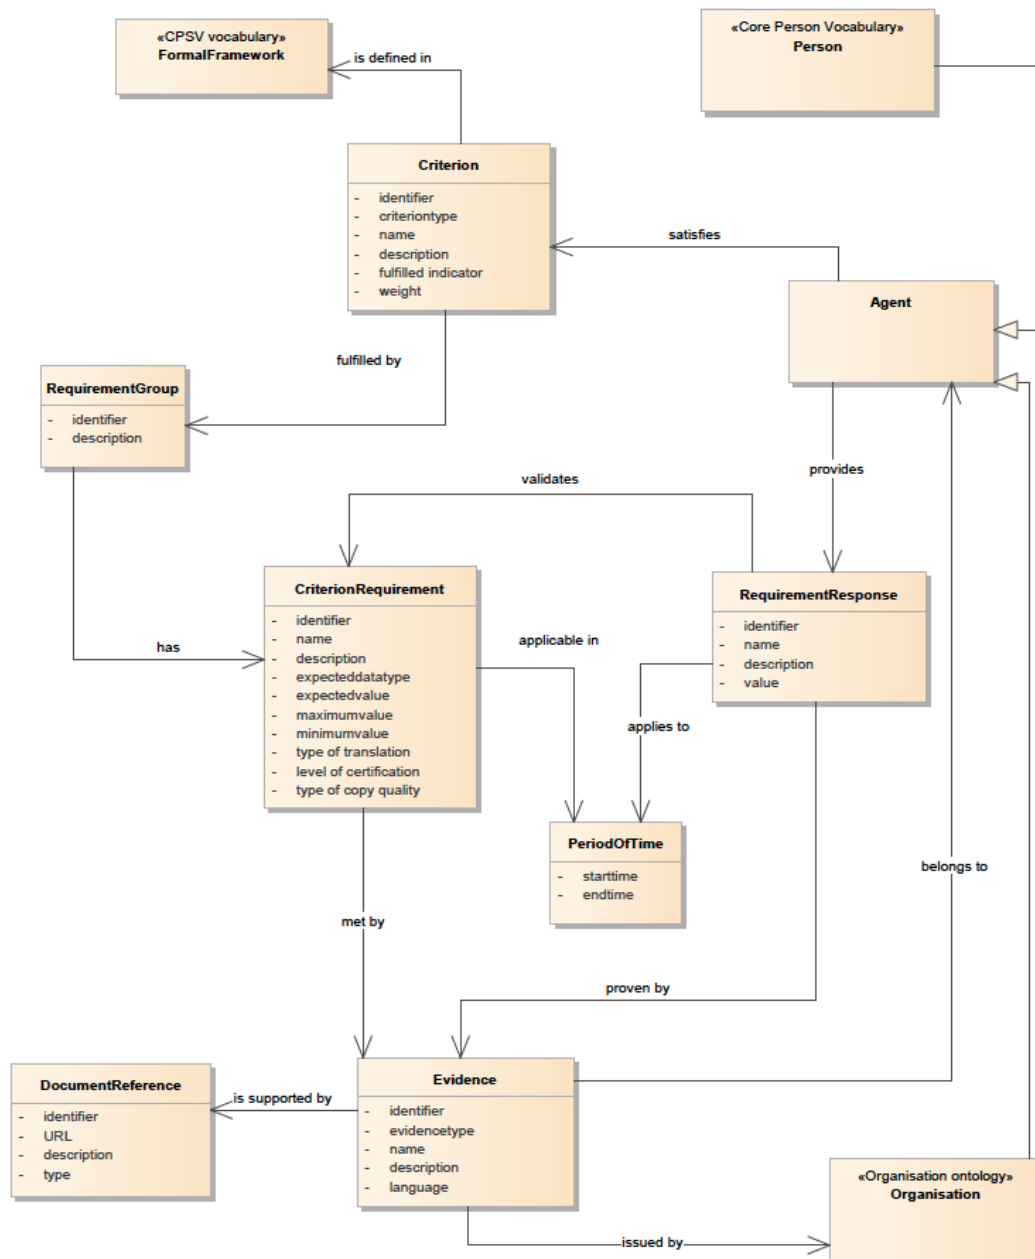 «CPSV vocabulary»
FormalFramework
«Core Person Vocabulary»
Person
is defined in
Criterion
- identifier
- criteriontype
- name
- description
- fulfilled indicator
- weight
satisfies
Agent
fulfilled by
RequirementGroup
- identifier
- description
provides
validates
CriterionRequirement
- identifier
- name
- description
- expecteddatatype
- expectedvalue
- maximumvalue
- minimumvalue
- type of translation
- level of certification
- type of copy quality
RequirementResponse
- identifier
- name
- description
- value
has
applicable in
applies to
PeriodOfTime
- starttime
- endtime
belongs to
met by
proven by
DocumentReference
- identifier
- URL
- description
- type
is supported by
Evidence
- identifier
- evidencetype
- name
- description
- language
«Organisation ontology»
Organisation
issued by